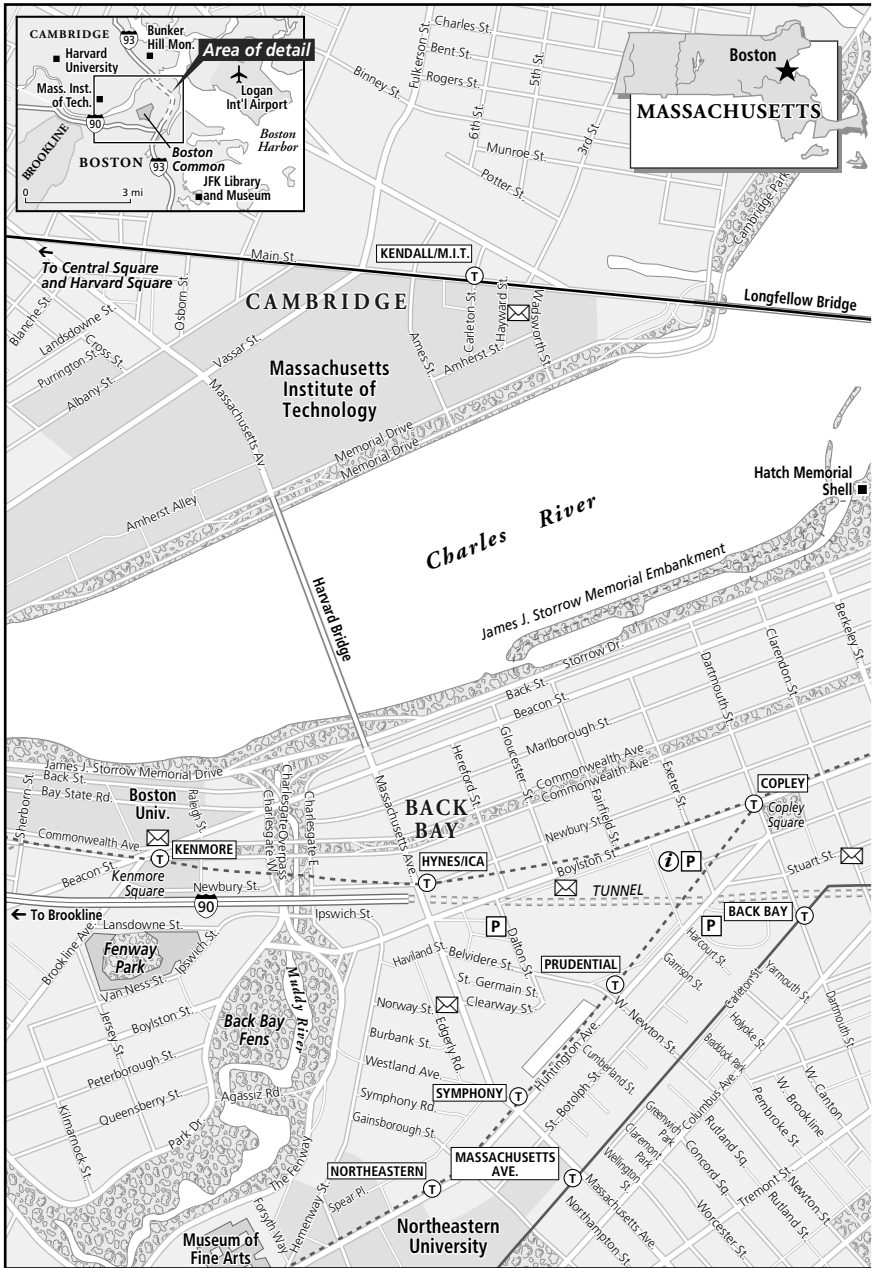 CAMBRIDGE
93
Bunker
Hill Mon.
Harvard
University
Area of detail
Mass. Inst.
of Tech.
Logan
Int'l Airport
90
BROOKLINE
Boston
Harbor
BOSTON
Boston
Common
93
0
3 mi
JFK Library
and Museum
Boston
MASSACHUSETTS
Charles St.
Bent St.
Rogers St.
Binney St.
Fulkerson St.
6th St.
5th St.
3rd St.
Munroe St.
Potter St.
Cambridge Park
Main St.
KENDALL/M.I.T.
T
To Central Square
and Harvard Square
CAMBRIDGE
Longfellow Bridge
Osborn St.
Blanche St.
Landsdowne St.
Cross St.
Purrington St.
Albany St.
Vassar St.
Massachusetts Av.
Ames St.
Carleton St.
Hayward St.
Wadsworth St.
Amherst St.
Massachusetts
Institute of
Technology
Memorial Drive
Memorial Drive
Amherst Alley
Hatch Memorial
Shell
Charles River
Harvard Bridge
James J. Storrow Memorial Embankment
Storrow Dr.
Back St.
Beacon St.
Marlborough St.
Commonwealth Ave.
Commonwealth Ave.
Newbury St.
Boylston St.
Hereford St.
Gloucester St.
Fairfield St.
Exeter St.
Dartmouth St.
Clarendon St.
Berkeley St.
James J. Storrow Memorial Drive
Back St.
Bay State Rd.
Sherborn St.
Boston
Univ.
Raleigh St.
Charlesgate W.
Charlesgate Overpass
Charlesgate E.
Massachusetts Ave.
BACK
BAY
COPLEY
T
Copley
Square
Commonwealth Ave.
T
KENMORE
Kenmore
Square
Beacon St.
Newbury St.
HYNES/ICA
T
i
P
Stuart St.
TUNNEL
90
To Brookline
Ipswich St.
BACK BAY
T
P
P
Lansdowne St.
Brookline Ave.
Fenway
Park
Ipswich St.
Van Ness St.
Jersey St.
Boylston St.
Peterborough St.
Queensberry St.
Kilmarnock St.
Park Dr.
Back Bay
Fens
Muddy River
Agassiz Rd.
The Fenway
Haviland St.
Belvidere St.
Dalton St.
St. Germain St.
Clearway St.
Norway St.
Edgerly Rd.
Burbank St.
Westland Ave.
Symphony Rd.
Gainsborough St.
PRUDENTIAL
T
Huntington Ave.
W. Newton St.
Harcourt St.
Garrison St.
Cumberland St.
St. Botolph St.
Carleton St.
Yarmouth St.
Dartmouth St.
Holyoke St.
Braddock Park
Columbus Ave.
W. Canton
W. Brookline
Pembroke St.
Rutland Sq.
Concord Sq.
Worcester St.
Tremont St.
Newton St.
Rutland St.
Greenwich Park
Claremont Park
Wellington St.
SYMPHONY
T
MASSACHUSETTS
AVE.
T
Massachusetts Ave.
Northampton St.
NORTHEASTERN
T
Spear Pl.
Hemenway St.
Forsyth Way
Northeastern
University
Museum of
Fine Arts